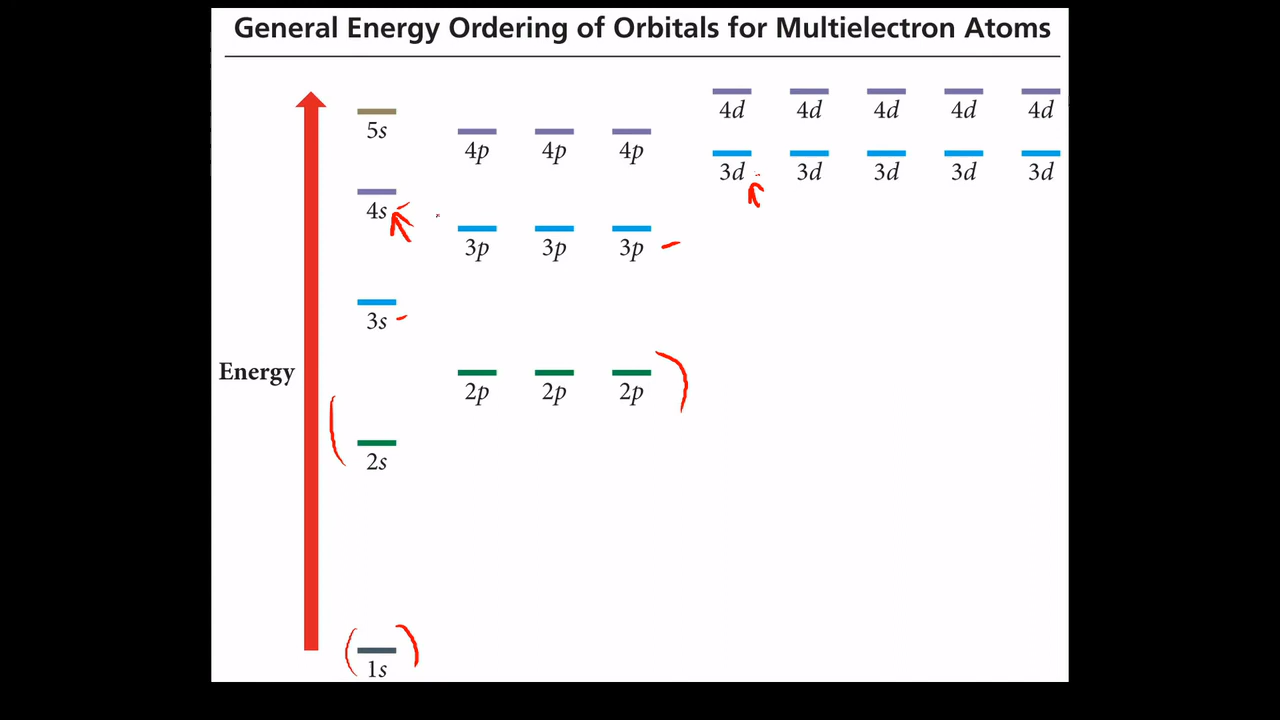 General Energy Ordering of Orbitals for Multielectron Atoms
4d 4d 4d 4d 4d
5s
4p 4p 4p
3d 3d 3d 3d 3d
4s
3p 3p 3p
3s
Energy
2p 2p 2p
2s
1s